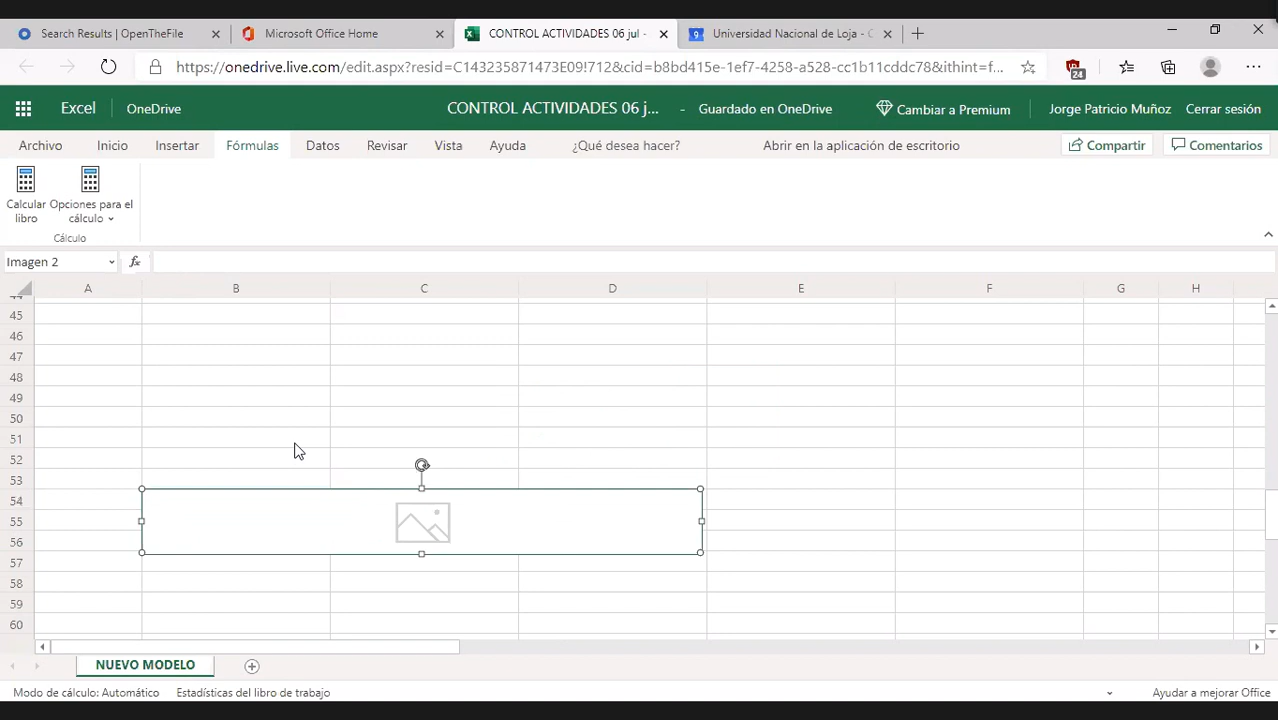 Search Results | OpenTheFile
Microsoft Office Home
CONTROL ACTIVIDADES 06 jul -
Universidad Nacional de Loja - C
https://onedrive.live.com/edit.aspx?resid=C143235871473E09!712&cid=b8bd415e-1ef7-4258-a528-cc1b11cddc78&ithint=f...
24
Excel
OneDrive
CONTROL ACTIVIDADES 06 j... - Guardado en OneDrive
Cambiar a Premium
Jorge Patricio Muñoz
Cerrar sesión
Archivo
Inicio
Insertar
Fórmulas
Datos
Revisar
Vista
Ayuda
¿Qué desea hacer?
Abrir en la aplicación de escritorio
Compartir
Comentarios
Calcular
libro
Opciones para el
cálculo
Cálculo
Imagen 2
fx
A B C D E F G H
44
45
46
47
48
49
50
51
52
53
54
55
56
57
58
59
60
NUEVO MODELO
Modo de cálculo: Automático
Estadísticas del libro de trabajo
Ayudar a mejorar Office